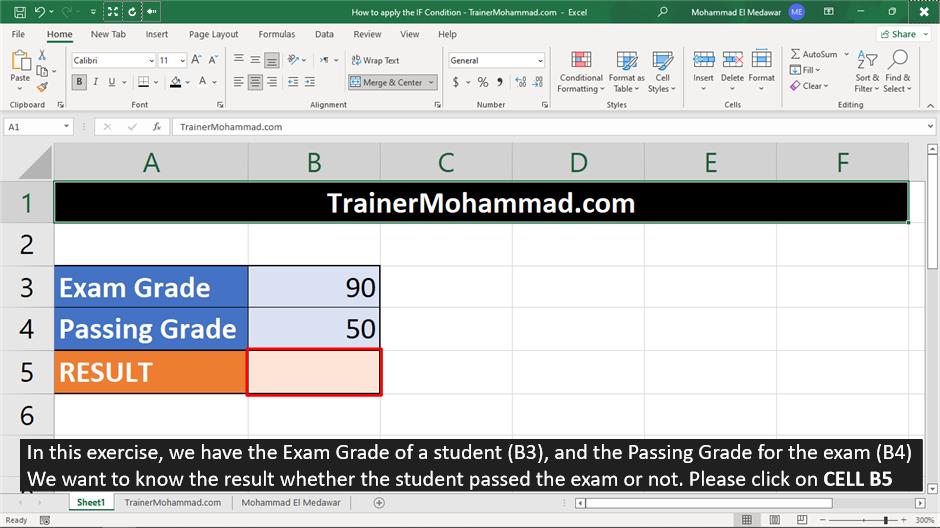 How to apply the IF Condition - TrainerMohammad.com - Excel
Mohammad El Medawar ME
File Home New Tab Insert Page Layout Formulas Data Review View Help Share
Calibri 11 A A Wrap Text General AutoSum
Paste B I U A Merge & Center $ % 9 Conditional Formatting Format as Table Cell Styles Insert Delete Format Fill Clear Sort & Filter Find & Select
Clipboard Font Alignment Number Styles Cells Editing
A1 fx TrainerMohammad.com
A B C D E F
1 TrainerMohammad.com
2
3 Exam Grade 90
4 Passing Grade 50
5 RESULT
6
In this exercise, we have the Exam Grade of a student (B3), and the Passing Grade for the exam (B4)
We want to know the result whether the student passed the exam or not. Please click on CELL B5
Sheet1 TrainerMohammad.com Mohammad El Medawar
Ready 300%